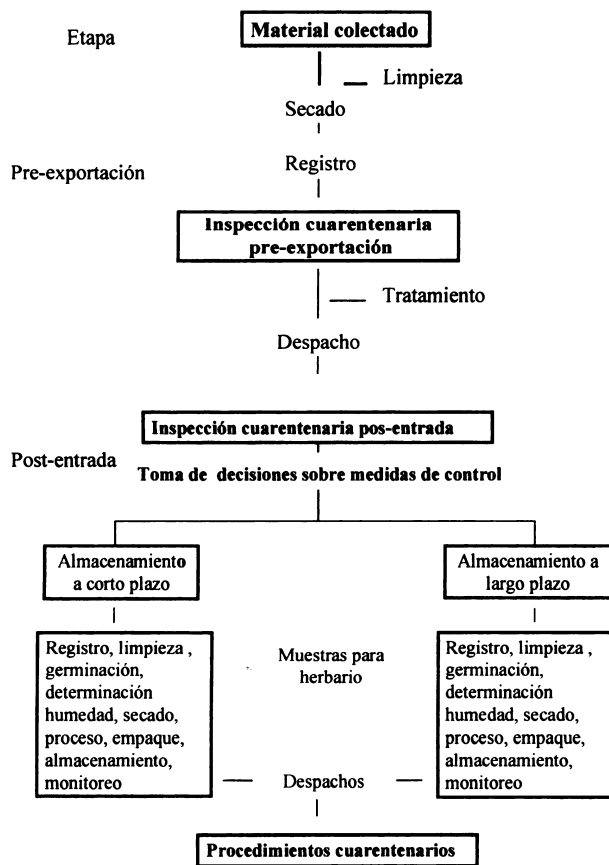 Etapa
Material colectado
Limpieza
Secado
Pre-exportación
Registro
Inspección cuarentenaria
pre-exportación
Tratamiento
Despacho
Inspección cuarentenaria pos-entrada
Post-entrada
Toma de decisiones sobre medidas de control
Almacenamiento
a corto plazo
Almacenamiento a
largo plazo
Registro, limpieza ,
germinación,
determinación
humedad, secado,
proceso, empaque,
almacenamiento,
monitoreo
Muestras para
herbario
Registro, limpieza ,
germinación,
determinación
humedad, secado,
proceso, empaque,
almacenamiento,
monitoreo
Despachos
Procedimientos cuarentenarios